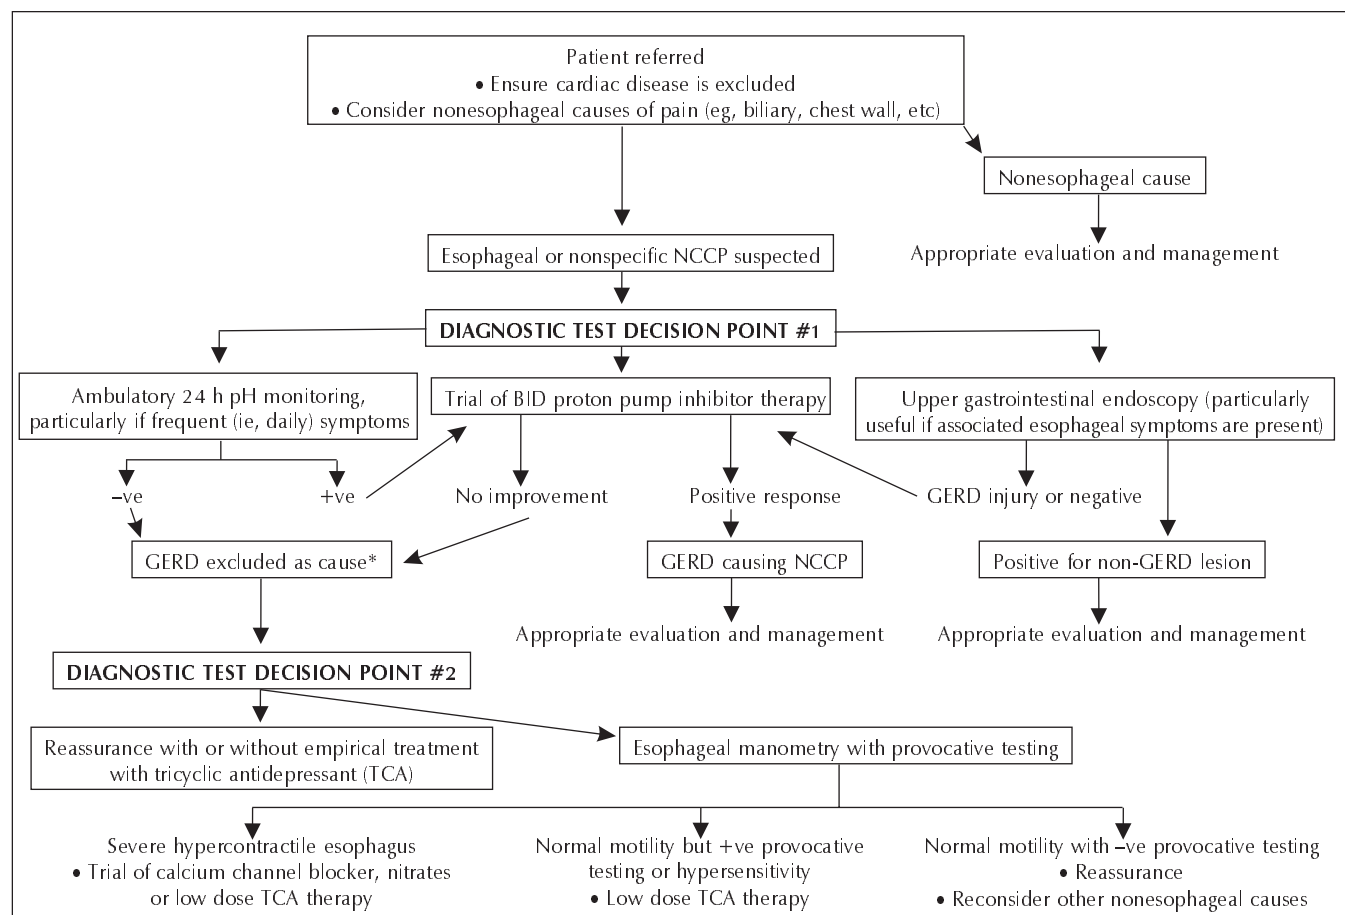 Patient referred
• Ensure cardiac disease is excluded
• Consider nonesophageal causes of pain (eg, biliary, chest wall, etc)
Nonesophageal cause
Appropriate evaluation and management
Esophageal or nonspecific NCCP suspected
DIAGNOSTIC TEST DECISION POINT #1
Ambulatory 24 h pH monitoring,
particularly if frequent (ie, daily) symptoms
Trial of BID proton pump inhibitor therapy
Upper gastrointestinal endoscopy (particularly
useful if associated esophageal symptoms are present)
–ve
+ve
No improvement
Positive response
GERD injury or negative
GERD excluded as cause*
GERD causing NCCP
Positive for non-GERD lesion
Appropriate evaluation and management
Appropriate evaluation and management
DIAGNOSTIC TEST DECISION POINT #2
Reassurance with or without empirical treatment
with tricyclic antidepressant (TCA)
Esophageal manometry with provocative testing
Severe hypercontractile esophagus
• Trial of calcium channel blocker, nitrates
or low dose TCA therapy
Normal motility but +ve provocative
testing or hypersensitivity
• Low dose TCA therapy
Normal motility with –ve provocative testing
• Reassurance
• Reconsider other nonesophageal causes